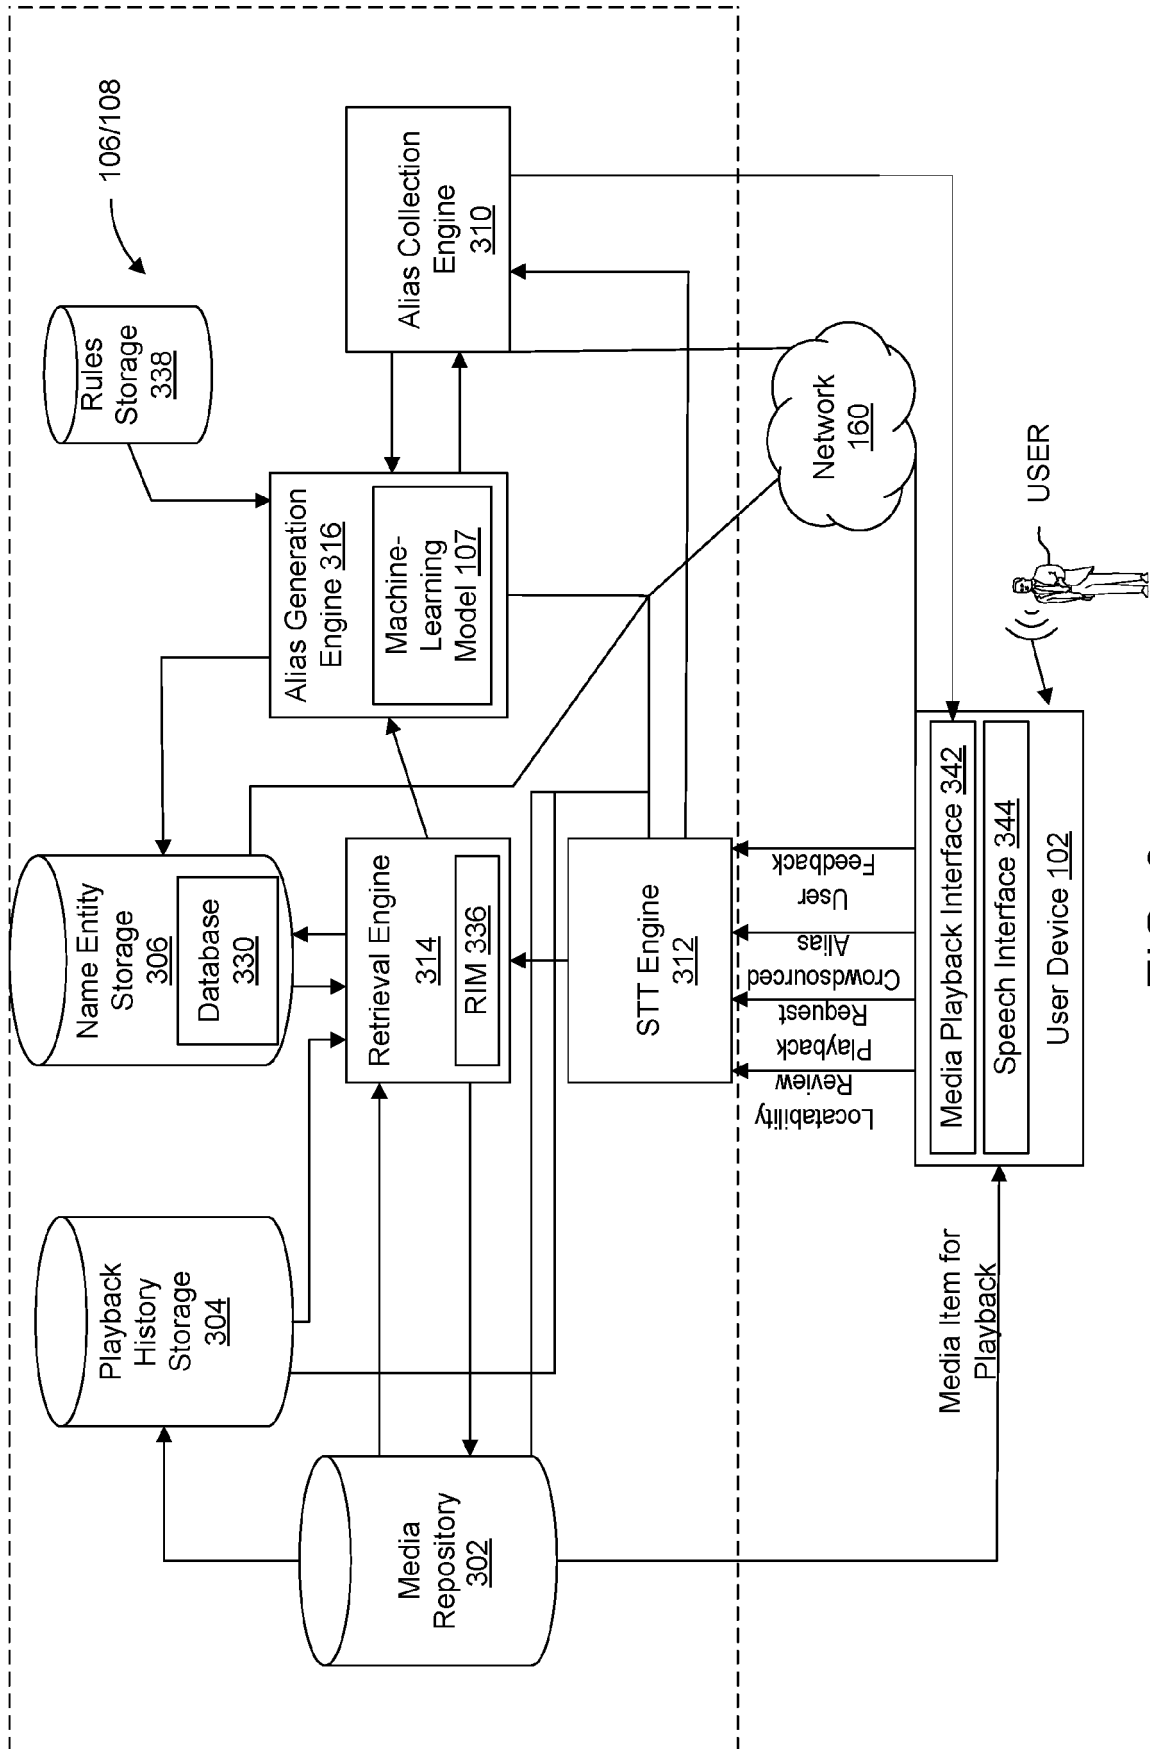 106/108
Rules
Storage
338
Name Entity
Storage
306
Database
330
Playback
History
Storage
304
Alias Generation
Engine 316
Machine-
Learning
Model 107
Alias Collection
Engine
310
Media
Repository
302
Retrieval Engine
314
RIM 336
STT Engine
312
Locatability
Review
Playback
Request
Crowdsourced
Alias
User
Feedback
Network
160
Media Item for
Playback
Media Playback Interface 342
Speech Interface 344
User Device 102
USER